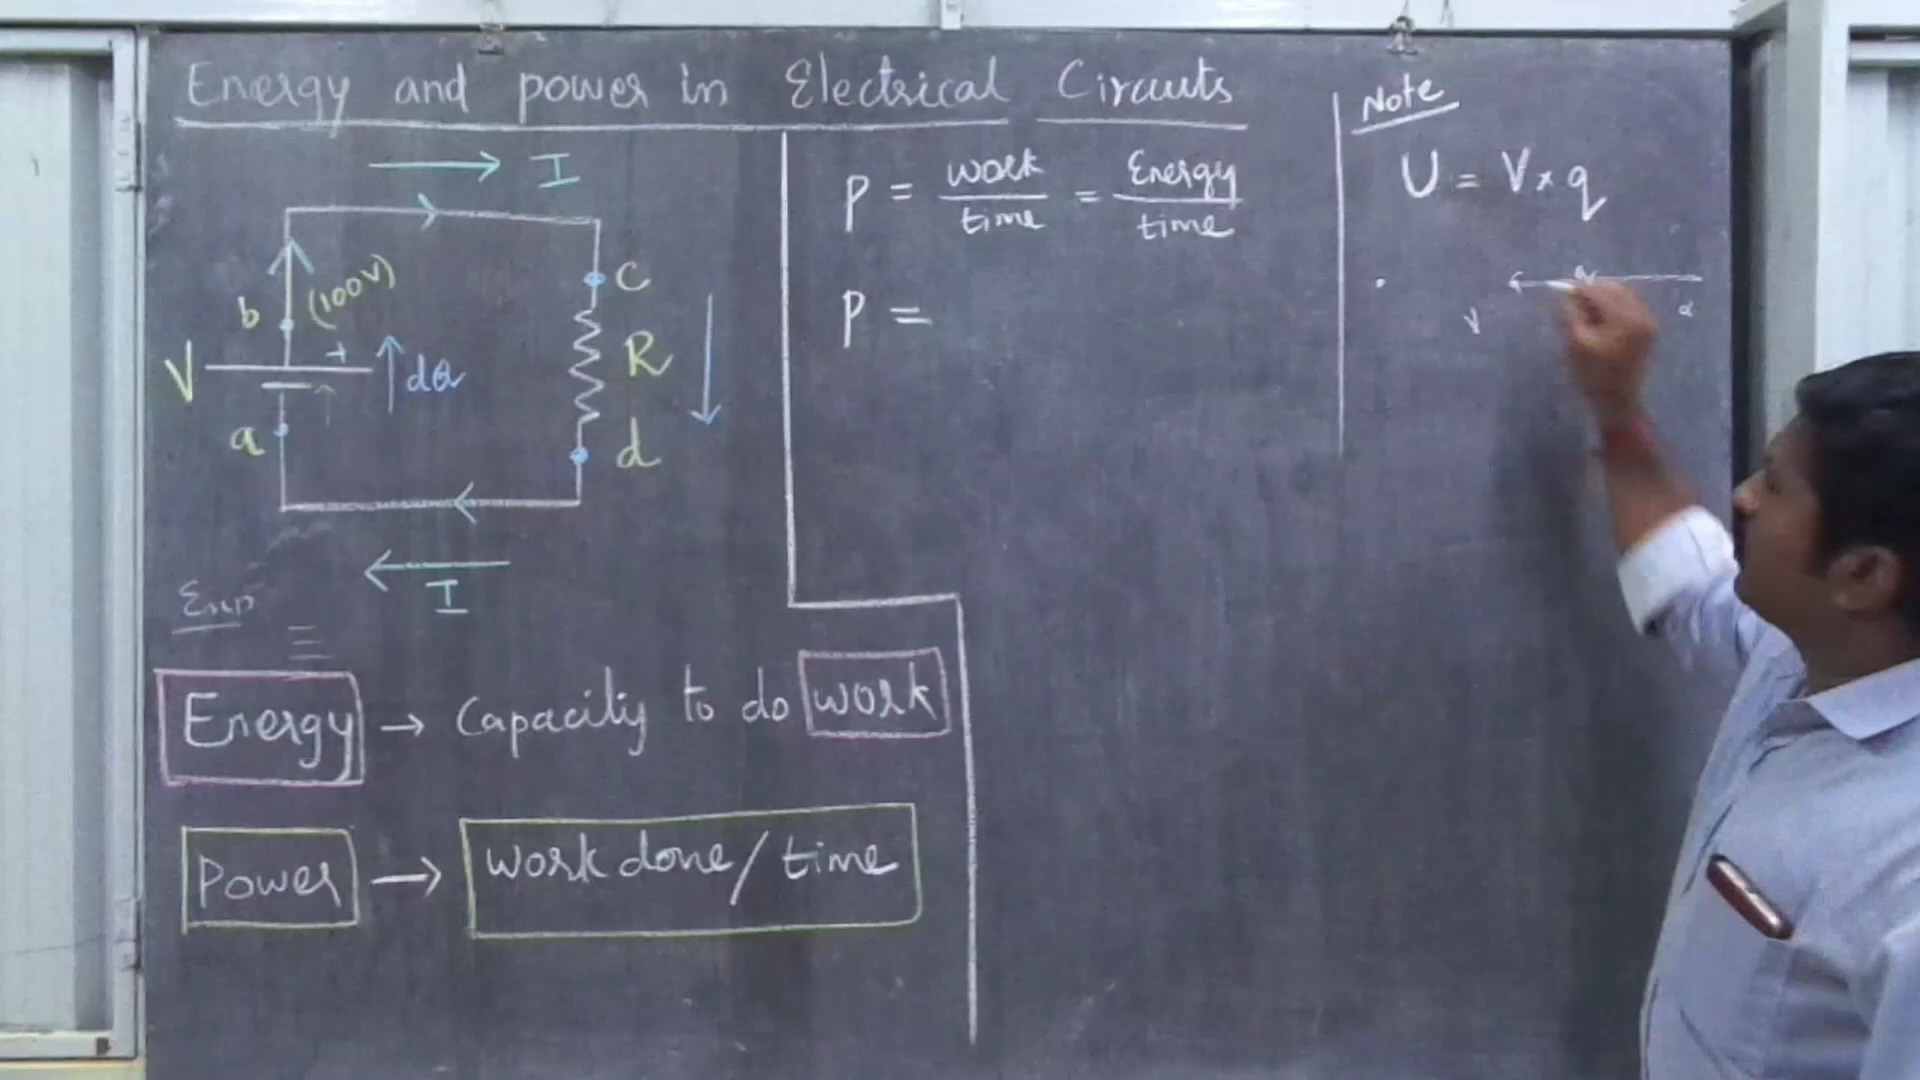 Energy and power in Electrical Circuits
I
b (100V)
+
V
dQ
a
C
R
d
I
Energy → Capacity to do work
Power → work done / time
P = work / time = Energy / time
P =
Note
U = V × q
q
V